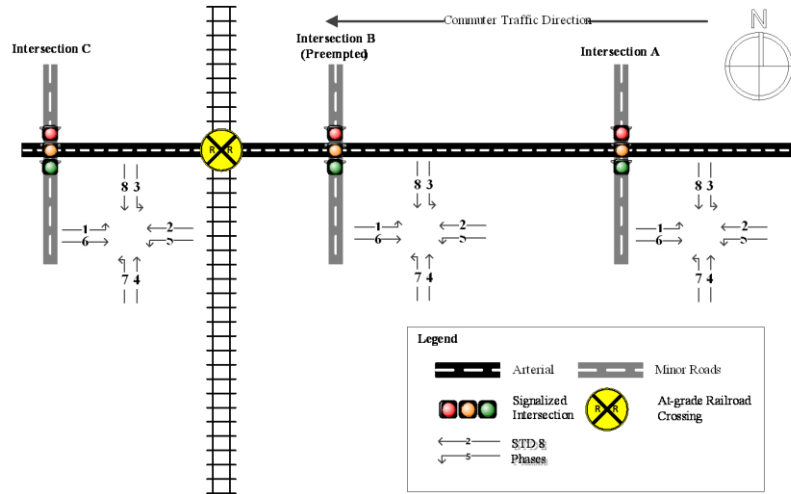 Commuter Traffic Direction
N
Intersection C
Intersection B
(Preempted)
Intersection A
R R
8 3
1
2
6
5
7 4
8 3
1
2
6
5
7 4
8 3
1
2
6
5
7 4
Legend
Arterial
Minor Roads
Signalized
Intersection
R R
At-grade Railroad
Crossing
2
STD 8
5
Phases